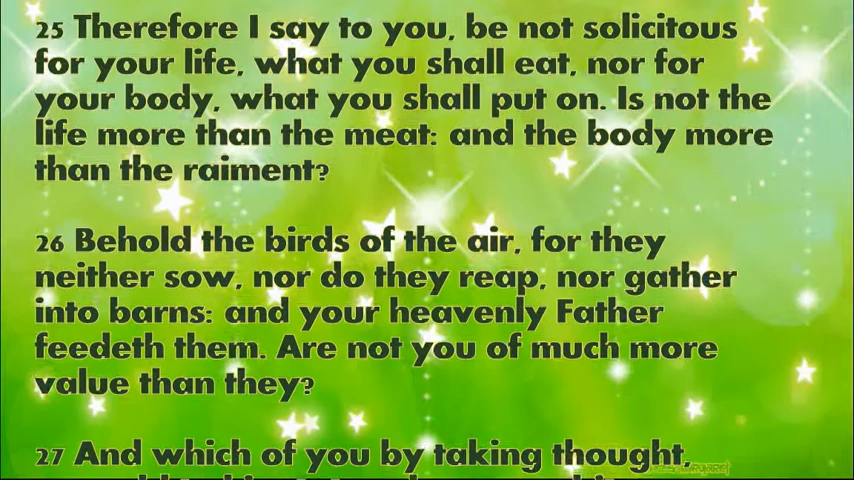 25 Therefore I say to you, be not solicitous
for your life, what you shall eat, nor for
your body, what you shall put on. Is not the
life more than the meat: and the body more
than the raiment?
26 Behold the birds of the air, for they
neither sow, nor do they reap, nor gather
into barns: and your heavenly Father
feedeth them. Are not you of much more
value than they?
27 And which of you by taking thought,